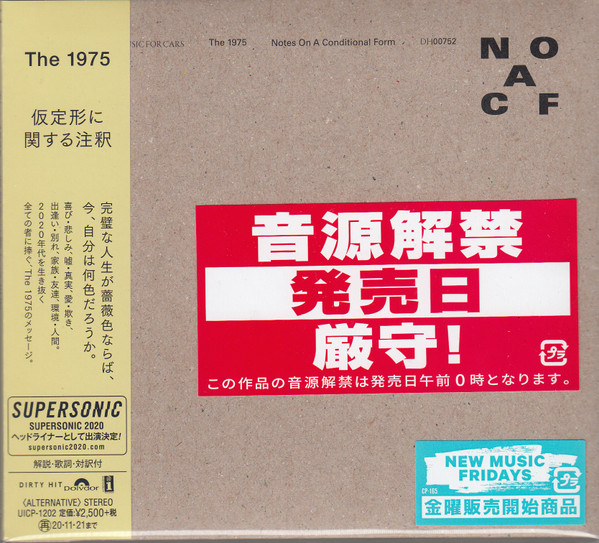 The 1975
仮定形に
関する注釈
完璧な人生が薔薇色ならば、
今、自分は何色だろうか。
喜び・悲しみ、嘘・真実、愛・欺き、
出逢い・別れ、家族・友達、環境・人間。
2020年代を生き抜く
全ての者に捧ぐ、The 1975のメッセージ。
SUPERSONIC
SUPERSONIC 2020
ヘッドライナーとして出演決定!
supersonic2020.com
解説・歌詞・対訳付
DIRTY HIT Polydor
〈ALTERNATIVE〉 STEREO
UICP-1202 定価:¥2,500+税
再 20・11・21まで
MUSIC FOR CARS The 1975 Notes On A Conditional Form DH00752
N O
A
C F
音源解禁
発売日
厳守!
プラ
この作品の音源解禁は発売日午前0時となります。
NEW MUSIC
FRIDAYS
プラ
CP-165
金曜販売開始商品